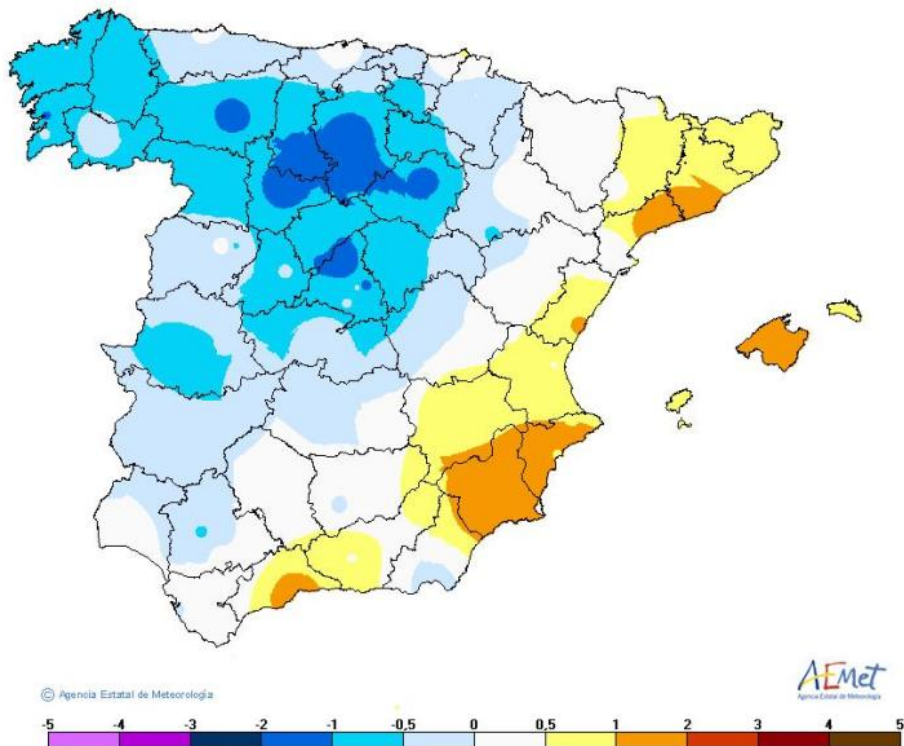 AEMet
Agencia Estatal de Meteorología
© Agencia Estatal de Meteorología
-5 -4 -3 -2 -1 -0,5 0 0,5 1 2 3 4 5